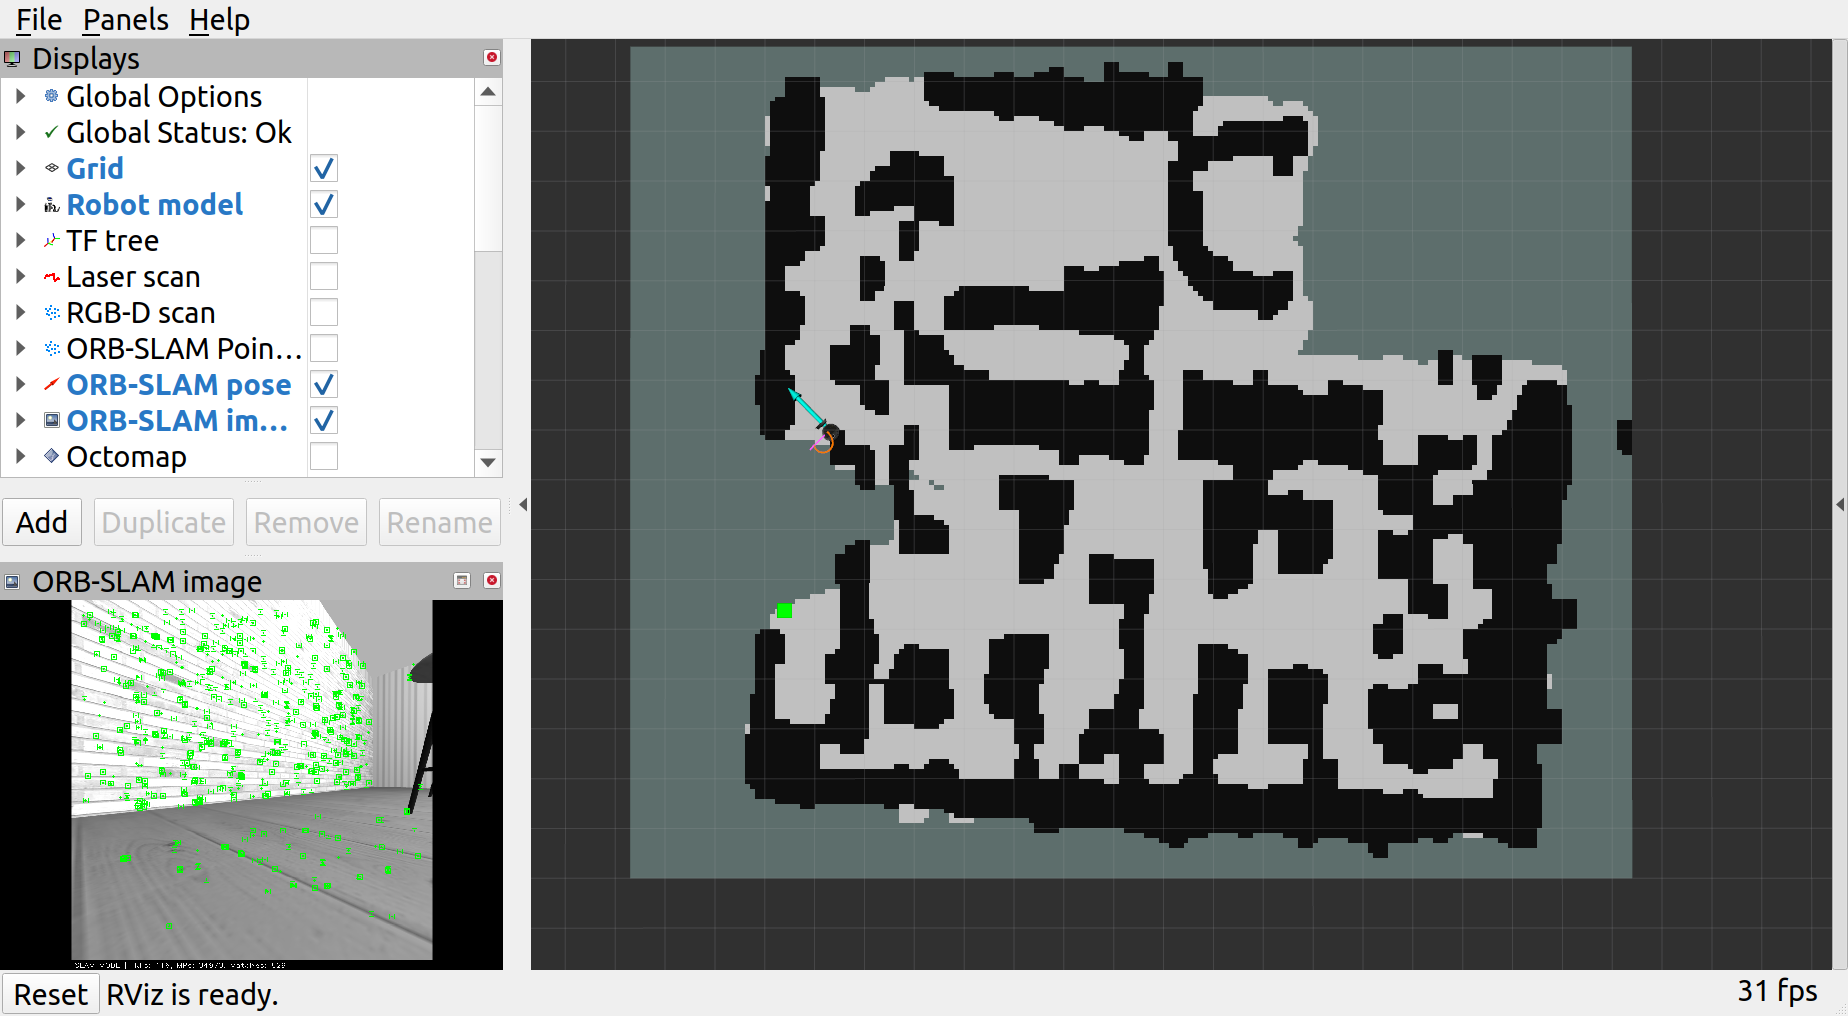 File Panels Help
Displays
Global Options
Global Status: Ok
Grid
Robot model
TF tree
Laser scan
RGB-D scan
ORB-SLAM Poin...
ORB-SLAM pose
ORB-SLAM im...
Octomap
Add Duplicate Remove Rename
ORB-SLAM image
SLAM MODE |
Reset RViz is ready.
31 fps